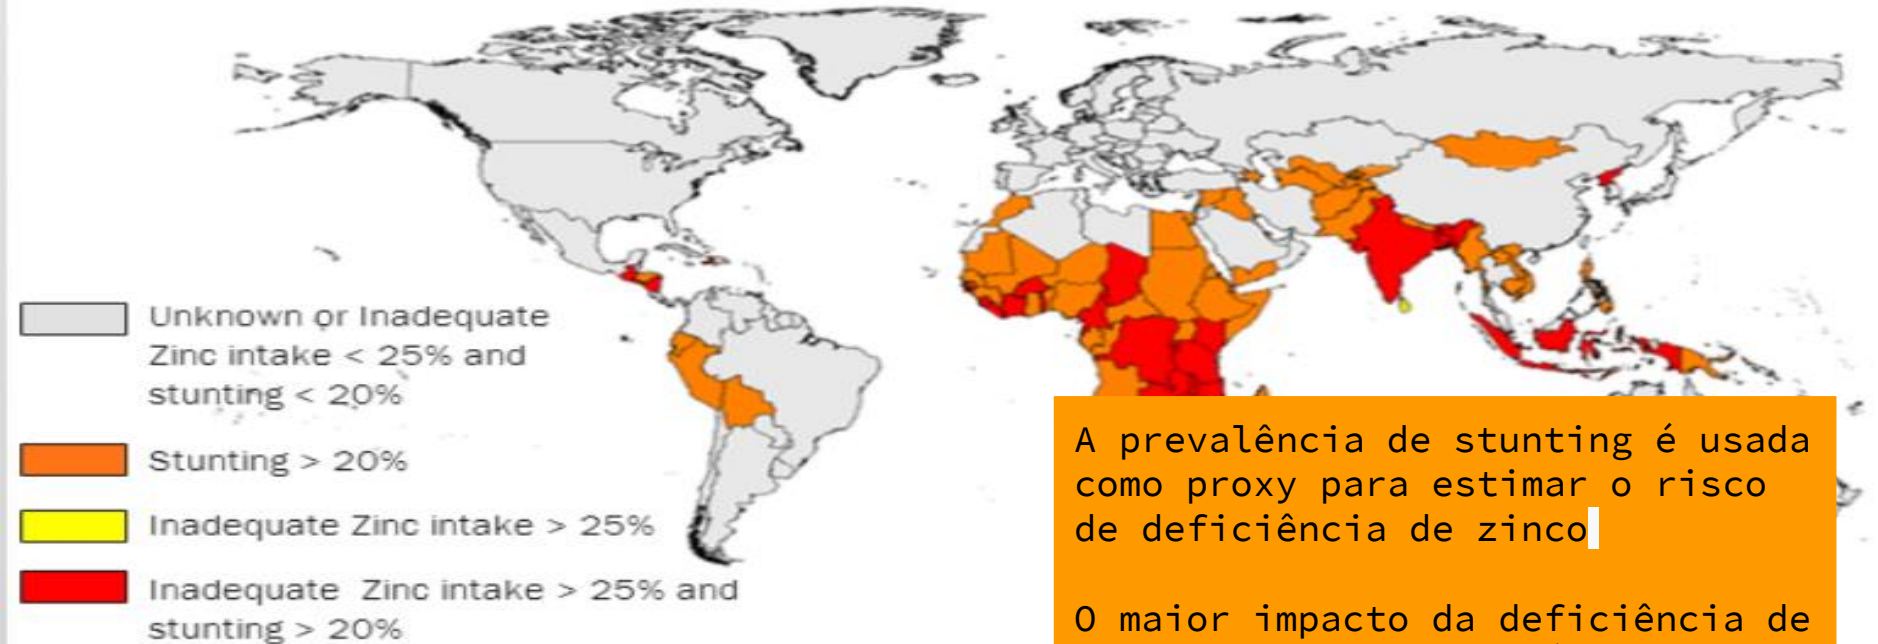 Unknown or Inadequate
Zinc intake < 25% and
stunting < 20%
Stunting > 20%
Inadequate Zinc intake > 25%
Inadequate Zinc intake > 25% and
stunting > 20%
A prevalência de stunting é usada
como proxy para estimar o risco
de deficiência de zinco
O maior impacto da deficiência de